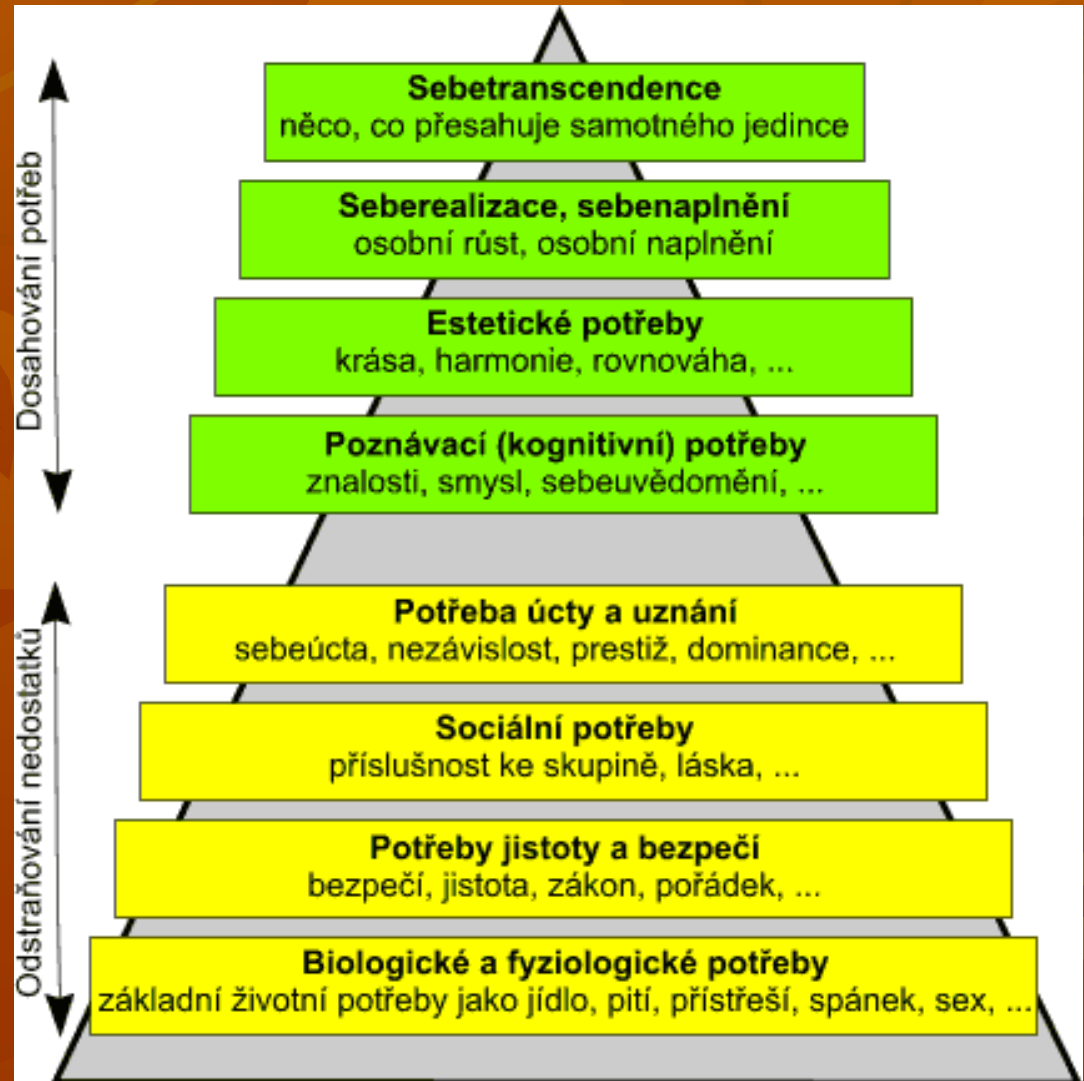 Sebetranscendence
něco, co přesahuje samotného jedince
Seberealizace, sebenaplnění
osobní růst, osobní naplnění
Estetické potřeby
krása, harmonie, rovnováha, ...
Poznávací (kognitivní) potřeby
znalosti, smysl, sebeuvědomění, ...
Dosahování potřeb
Potřeba úcty a uznání
sebeúcta, nezávislost, prestiž, dominance, ...
Sociální potřeby
příslušnost ke skupině, láska, ...
Potřeby jistoty a bezpečí
bezpečí, jistota, zákon, pořádek, ...
Biologické a fyziologické potřeby
základní životní potřeby jako jídlo, pití, přístřeší, spánek, sex, ...
Odstraňování nedostatků